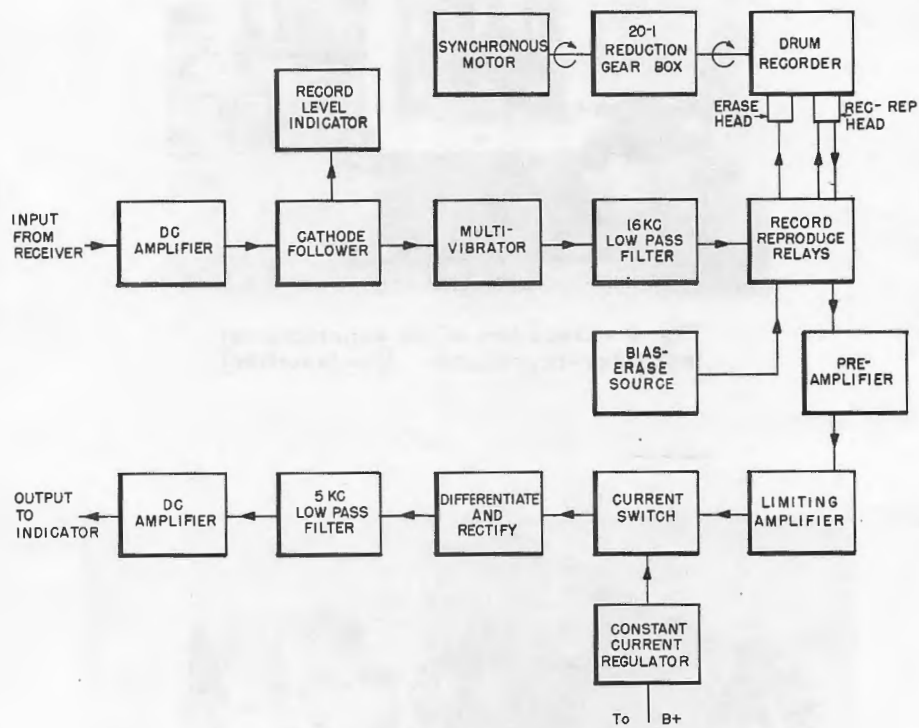 SYNCHRONOUS
MOTOR
20-1
REDUCTION
GEAR BOX
DRUM
RECORDER
ERASE
HEAD
REC-REP
HEAD
RECORD
LEVEL
INDICATOR
INPUT
FROM
RECEIVER
DC
AMPLIFIER
CATHODE
FOLLOWER
MULTI-
VIBRATOR
16KC
LOW PASS
FILTER
RECORD
REPRODUCE
RELAYS
BIAS-
ERASE
SOURCE
PRE-
AMPLIFIER
OUTPUT
TO
INDICATOR
DC
AMPLIFIER
5 KC
LOW PASS
FILTER
DIFFERENTIATE
AND
RECTIFY
CURRENT
SWITCH
LIMITING
AMPLIFIER
CONSTANT
CURRENT
REGULATOR
To B+